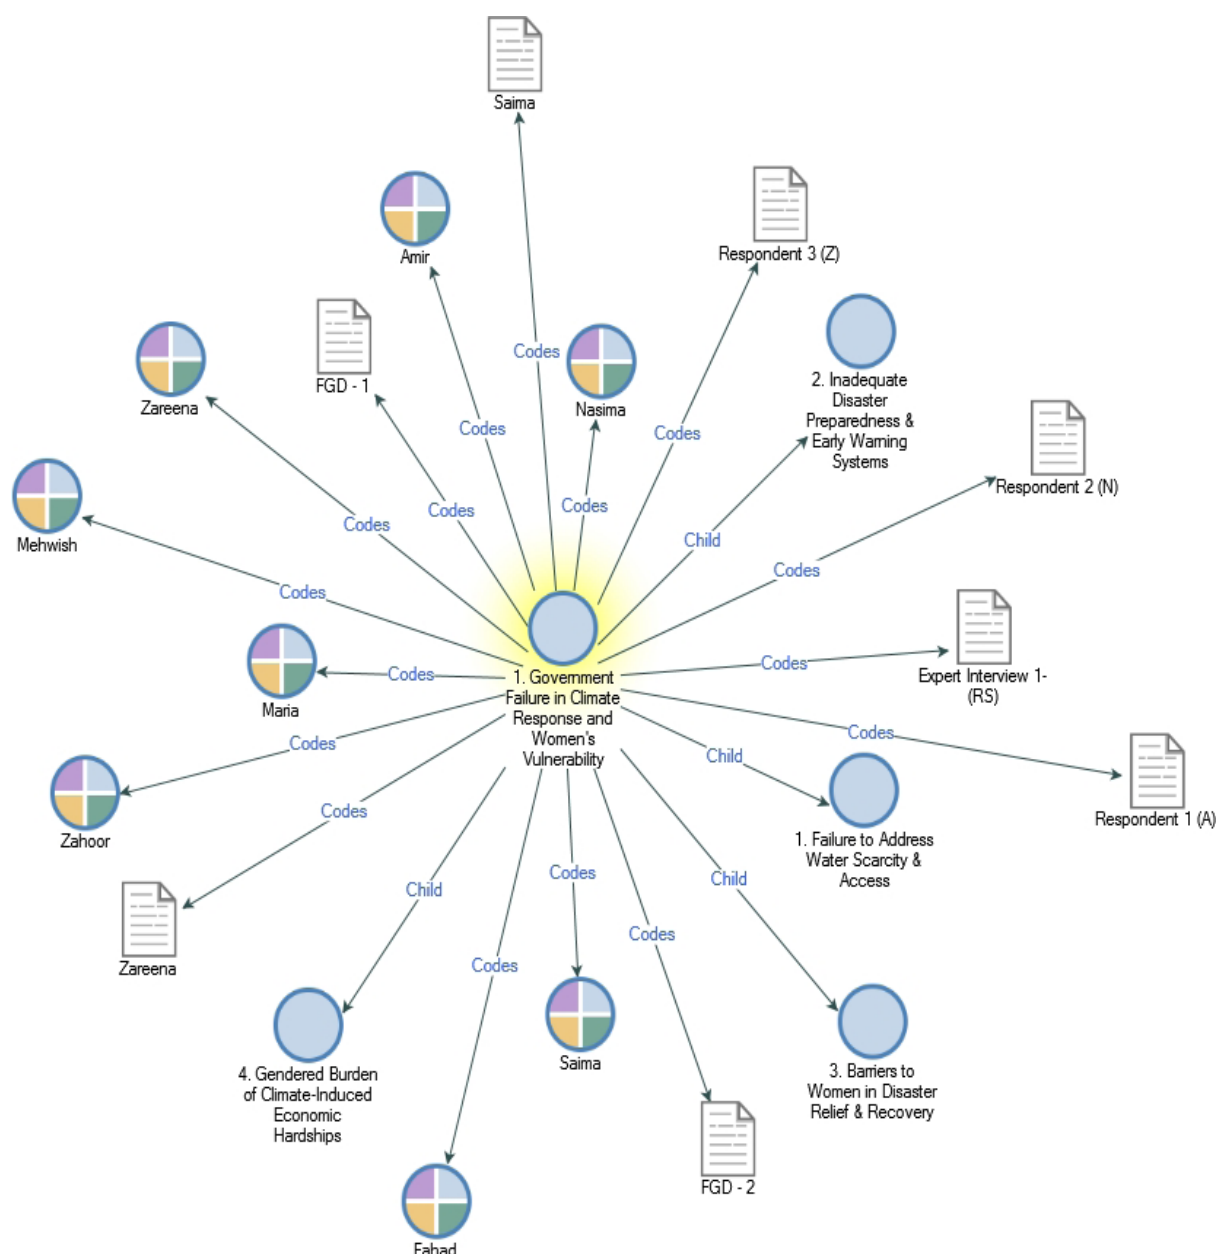 Saima
Respondent 3 (Z)
Amir
Codes
FGD - 1
Nasima
2. Inadequate
Disaster
Preparedness &
Early Warning
Systems
Zareena
Codes
Codes
Respondent 2 (N)
Codes
Codes
Codes
Codes
Mehwish
Child
Codes
Codes
1. Government
Failure in Climate
Response and
Women's
Vulnerability
Codes
Expert Interview 1-
(RS)
Codes
Maria
Codes
Codes
Child
Zahoor
Codes
1. Failure to Address
Water Scarcity &
Access
Respondent 1 (A)
Codes
Child
Child
Codes
Zareena
Codes
Saima
4. Gendered Burden
of Climate-Induced
Economic
Hardships
3. Barriers to
Women in Disaster
Relief & Recovery
FGD - 2
Fahad